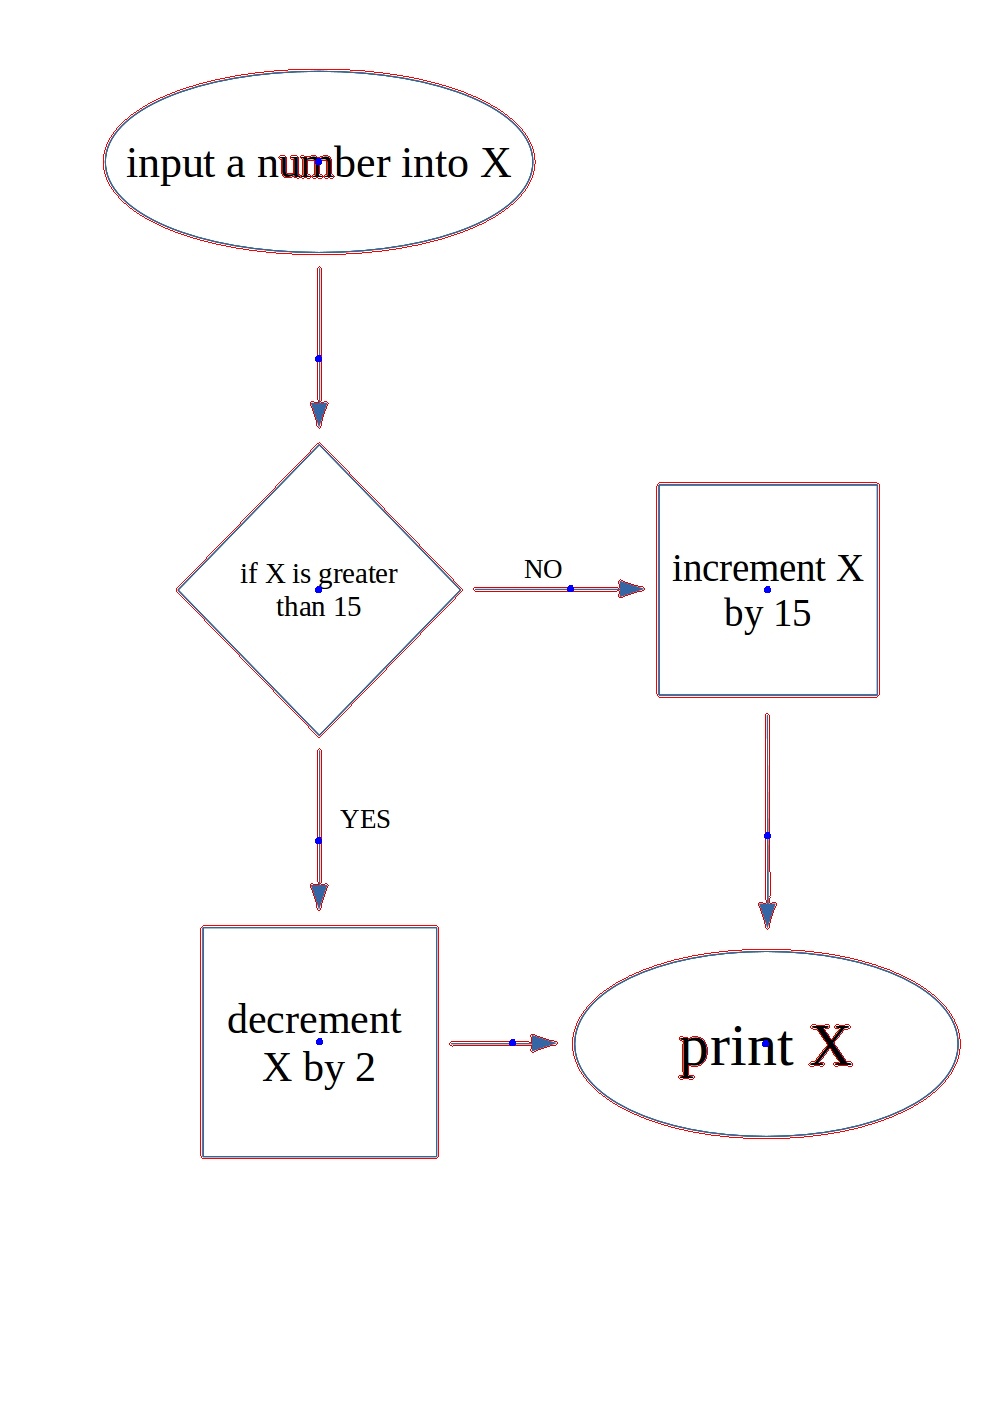 input a number into X
if X is greater
than 15
NO
increment X
by 15
YES
decrement
X by 2
print X